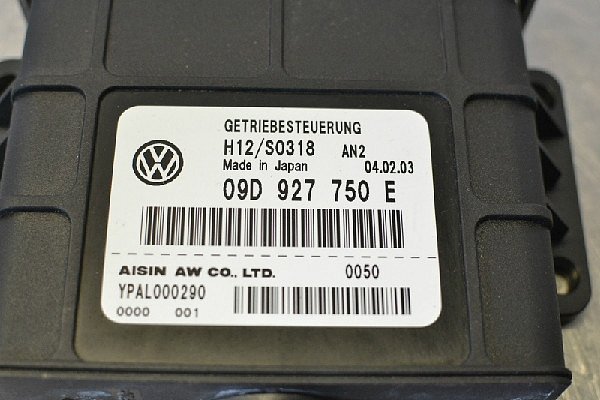 GETRIEBESTEUERUNG
H12/S0318 AN2
Made in Japan 04.02.03
09D 927 750 E
AISIN AW CO., LTD. 0050
YPAL000290
0000 001